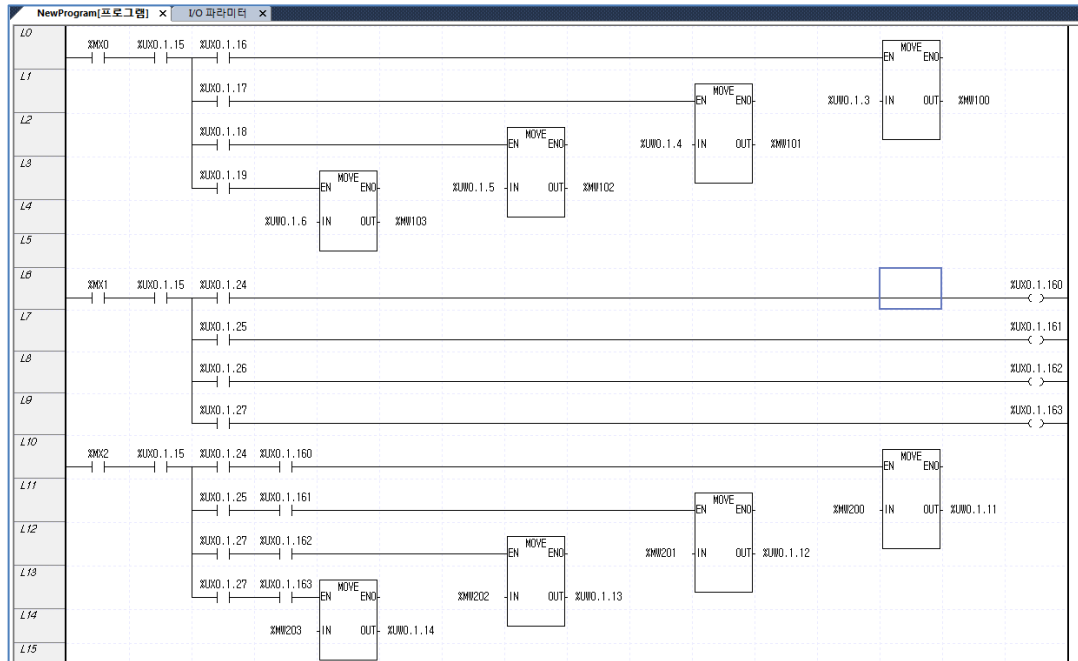 NewProgram[프로그램] × I/O 파라미터 ×
L0
%MX0 %UX0.1.15 %UX0.1.16 MOVE
EN ENO
L1
%UX0.1.17 MOVE
EN ENO %UW0.1.3 IN OUT %MW100
L2
%UX0.1.18 MOVE
EN ENO %UW0.1.4 IN OUT %MW101
L3
%UX0.1.19 MOVE
EN ENO %UW0.1.5 IN OUT %MW102
L4
%UW0.1.6 IN OUT %MW103
L5
L6
%MX1 %UX0.1.15 %UX0.1.24 %UX0.1.160
L7
%UX0.1.25 %UX0.1.161
L8
%UX0.1.26 %UX0.1.162
L9
%UX0.1.27 %UX0.1.163
L10
%MX2 %UX0.1.15 %UX0.1.24 %UX0.1.160 MOVE
EN ENO
L11
%UX0.1.25 %UX0.1.161 MOVE
EN ENO %MW200 IN OUT %UW0.1.11
L12
%UX0.1.27 %UX0.1.162 MOVE
EN ENO %MW201 IN OUT %UW0.1.12
L13
%UX0.1.27 %UX0.1.163 MOVE
EN ENO %MW202 IN OUT %UW0.1.13
L14
%MW203 IN OUT %UW0.1.14
L15